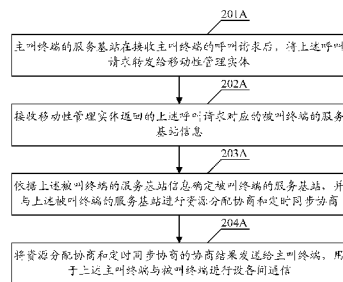 201A
主叫终端的服务基站在接收主叫终端的呼叫请求后，将上述呼叫
请求转发给移动性管理实体
202A
接收移动性管理实体返回的上述呼叫请求对应的被叫终端的服务
基站信息
203A
依据上述被叫终端的服务基站信息确定被叫终端的服务基站，并
与上述被叫终端的服务基站进行资源分配协商和定时同步协商
204A
将资源分配协商和定时同步协商的协商结果发送给主叫终端，用
于上述主叫终端与被叫终端进行设备间通信